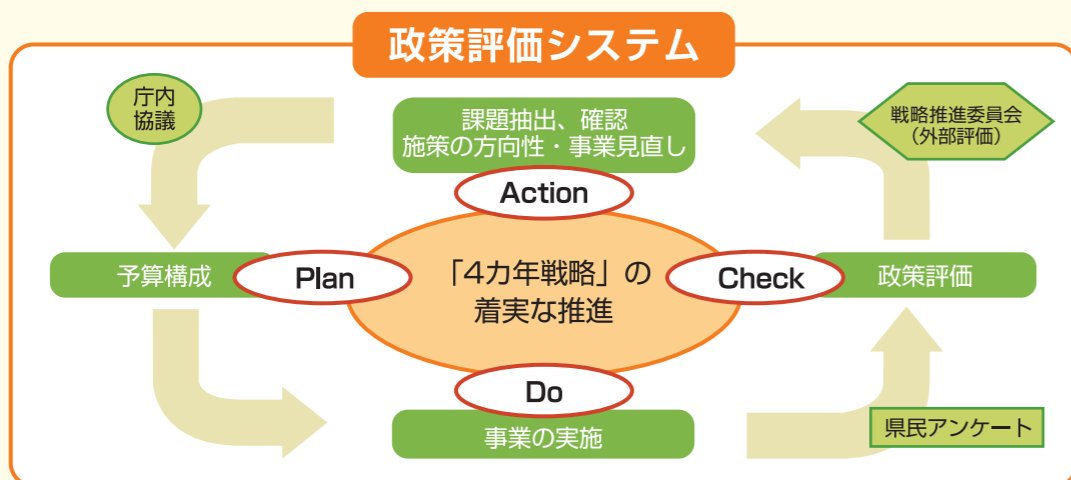 政策評価システム
庁内
協議
課題抽出、確認
施策の方向性・事業見直し
戦略推進委員会
（外部評価）
Action
予算構成
Plan
「4カ年戦略」の
着実な推進
Check
政策評価
Do
事業の実施
県民アンケート